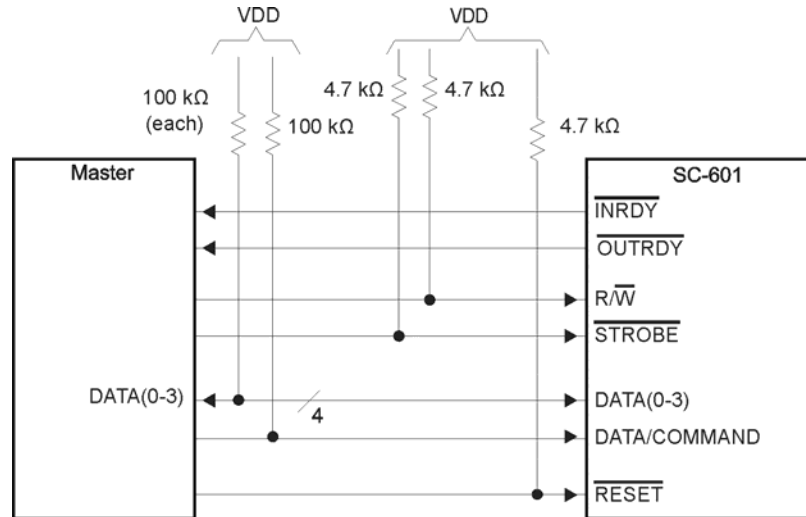 VDD
VDD
100 kΩ
(each)
100 kΩ
4.7 kΩ
4.7 kΩ
4.7 kΩ
Master
SC-601
INRDY
OUTRDY
R/W
STROBE
DATA(0-3)
4
DATA(0-3)
DATA/COMMAND
RESET